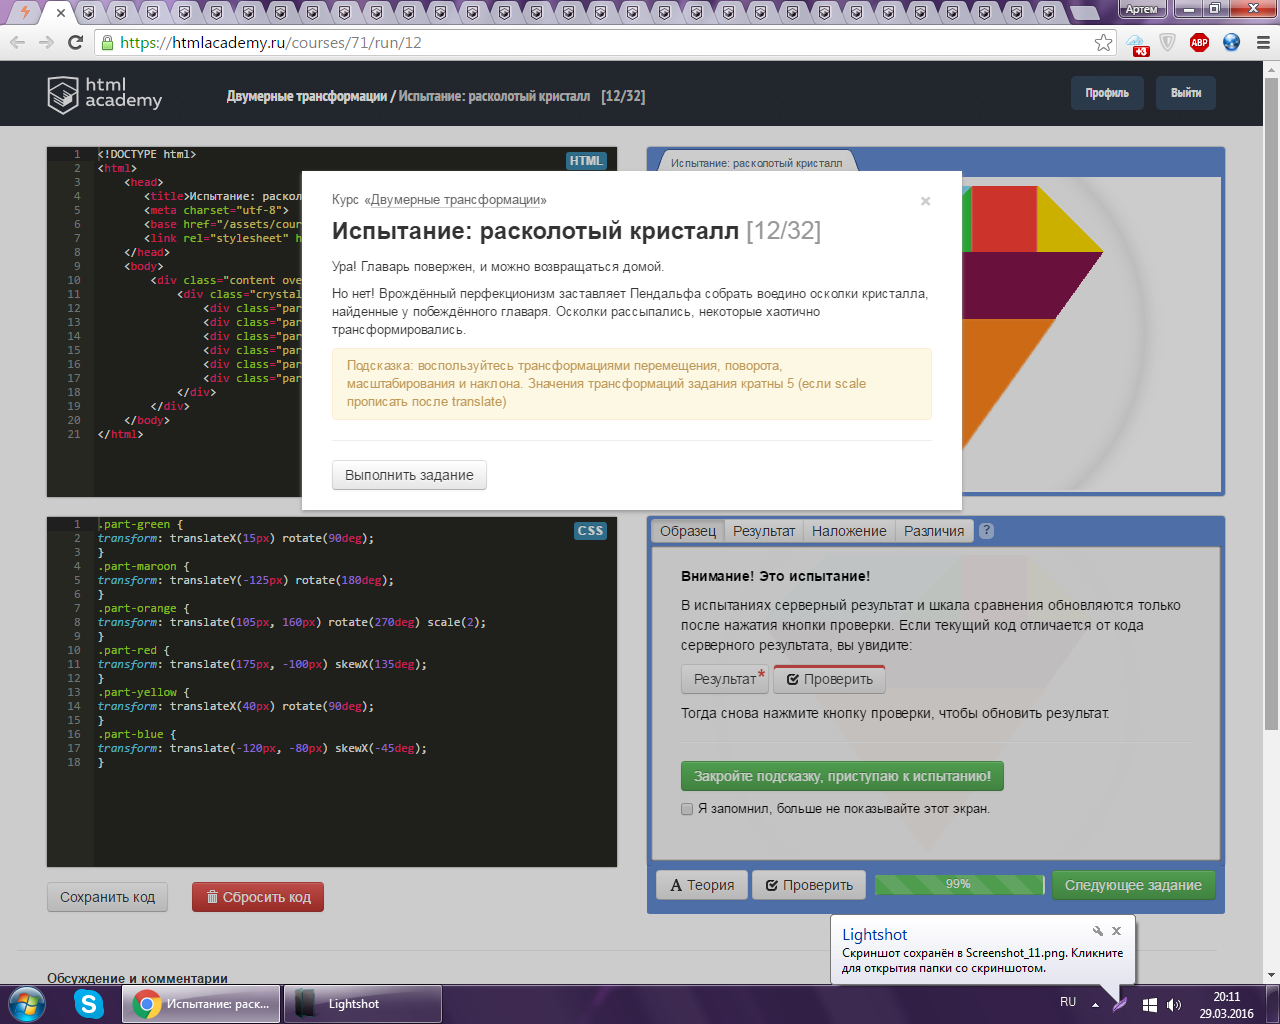 Артем
https://htmlacademy.ru/courses/71/run/12
ABP
+3
html
academy
Двумерные трансформации / Испытание: расколотый кристалл [12/32]
Профиль
Выйти
HTML
1 <!DOCTYPE html>
2 <html>
3 <head>
4 <title>Испытание: раскол
5 <meta charset="utf-8">
6 <base href="/assets/cour
7 <link rel="stylesheet" h
8 </head>
9 <body>
10 <div class="content ove
11 <div class="crystal
12 <div class="par
13 <div class="par
14 <div class="par
15 <div class="par
16 <div class="par
17 <div class="par
18 </div>
19 </div>
20 </body>
21 </html>
Испытание: расколотый кристалл
Курс «Двумерные трансформации»
×
Испытание: расколотый кристалл [12/32]
Ура! Главарь повержен, и можно возвращаться домой.
Но нет! Врождённый перфекционизм заставляет Пендальфа собрать воедино осколки кристалла,
найденные у побеждённого главаря. Осколки рассыпались, некоторые хаотично
трансформировались.
Подсказка: воспользуйтесь трансформациями перемещения, поворота,
масштабирования и наклона. Значения трансформаций задания кратны 5 (если scale
прописать после translate)
Выполнить задание
CSS
1 .part-green {
2 transform: translateX(15px) rotate(90deg);
3 }
4 .part-maroon {
5 transform: translateY(-125px) rotate(180deg);
6 }
7 .part-orange {
8 transform: translate(105px, 160px) rotate(270deg) scale(2);
9 }
10 .part-red {
11 transform: translate(175px, -100px) skewX(135deg);
12 }
13 .part-yellow {
14 transform: translateX(40px) rotate(90deg);
15 }
16 .part-blue {
17 transform: translate(-120px, -80px) skewX(-45deg);
18 }
Образец Результат Наложение Различия ?
Внимание! Это испытание!
В испытаниях серверный результат и шкала сравнения обновляются только
после нажатия кнопки проверки. Если текущий код отличается от кода
серверного результата, вы увидите:
Результат* Проверить
Тогда снова нажмите кнопку проверки, чтобы обновить результат.
Закройте подсказку, приступаю к испытанию!
Я запомнил, больше не показывайте этот экран.
Сохранить код
Сбросить код
A Теория
Проверить
99%
Следующее задание
Обсуждение и комментарии
Lightshot
Скриншот сохранён в Screenshot_11.png. Кликните
для открытия папки со скриншотом.
Испытание: раск...
Lightshot
RU
20:11
29.03.2016